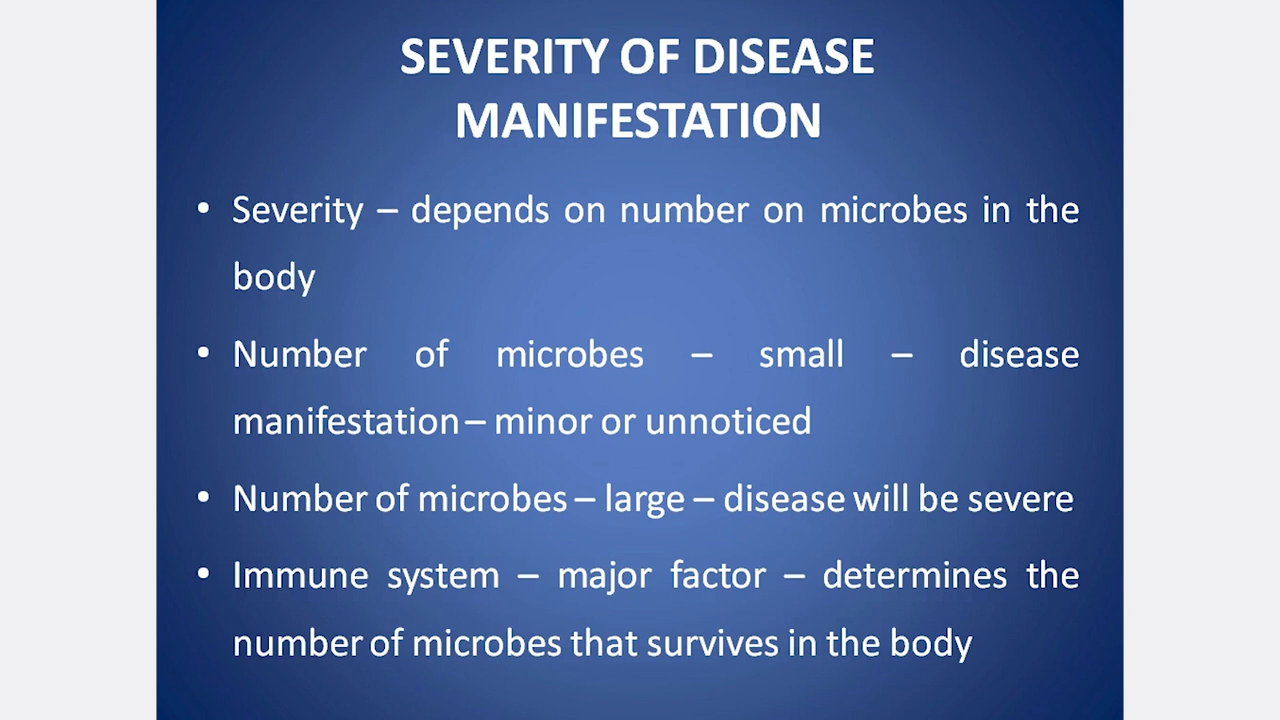 SEVERITY OF DISEASE
MANIFESTATION
• Severity – depends on number on microbes in the
body
• Number of microbes – small – disease
manifestation – minor or unnoticed
• Number of microbes – large – disease will be severe
• Immune system – major factor – determines the
number of microbes that survives in the body